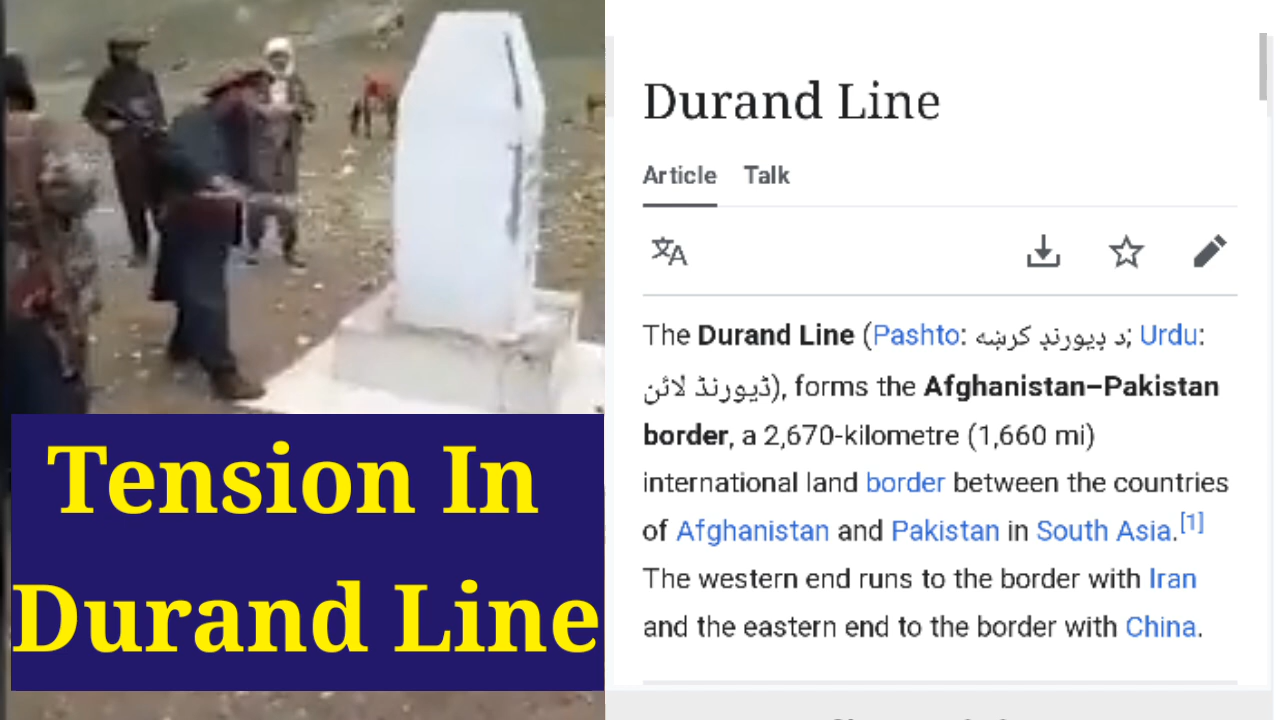 Tension In
Durand Line
Durand Line
Article Talk
The Durand Line (Pashto: د ډیورنډ کرښه; Urdu:
ڈیورنڈ لائن), forms the Afghanistan–Pakistan
border, a 2,670-kilometre (1,660 mi)
international land border between the countries
of Afghanistan and Pakistan in South Asia.[1]
The western end runs to the border with Iran
and the eastern end to the border with China.